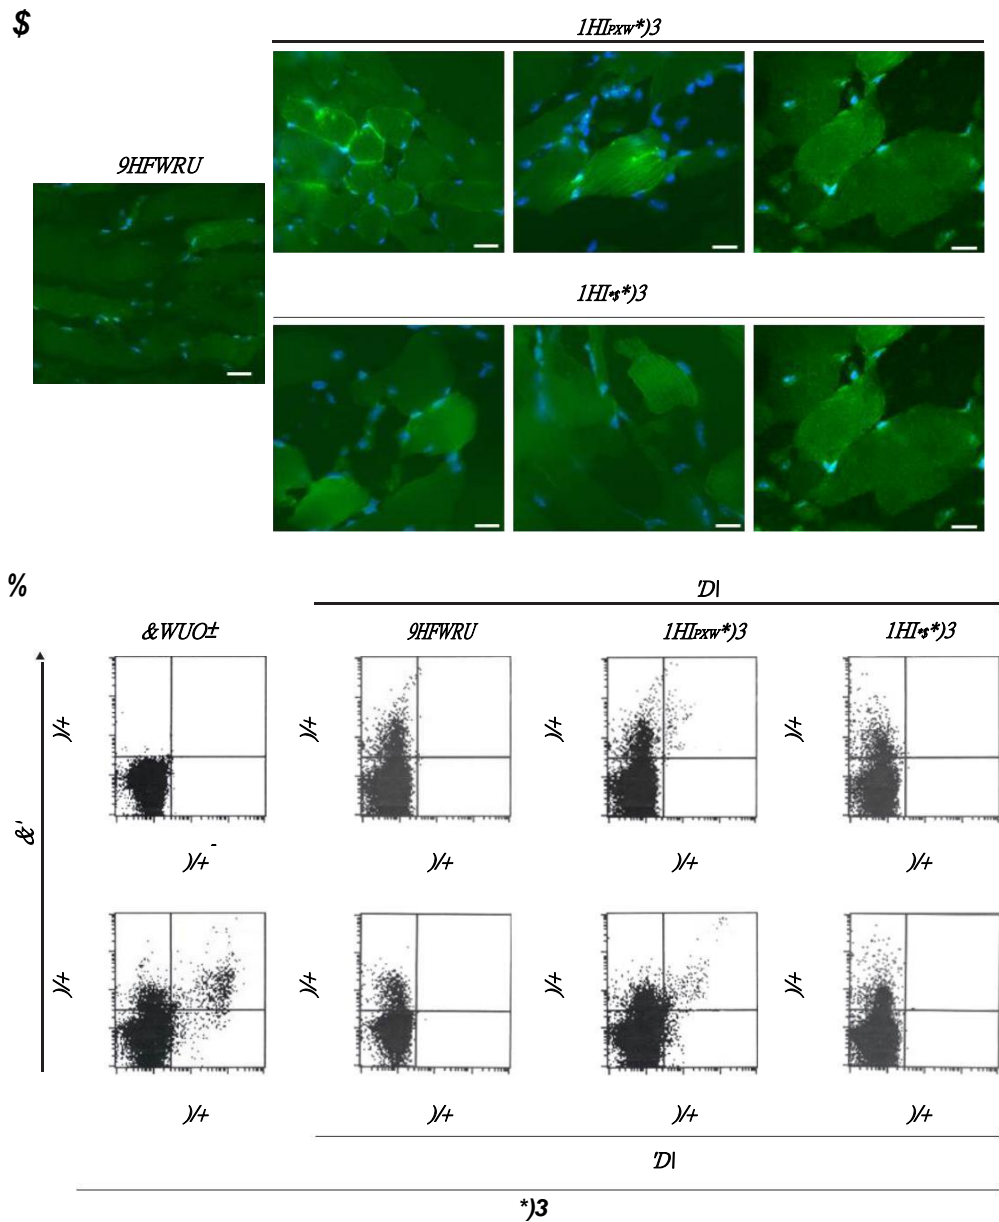 $
1HIPXW*)3
9HFWRU
1HI*$*)3
%
'D\
&WUO±
9HFWRU
1HIPXW*)3
1HI*$*)3
)/+
)/+
)/+
)/+
&'
)/+-
)/+
)/+
)/+
)/+
)/+
)/+
)/+
)/+
)/+
)/+
)/+
'D\
*)3